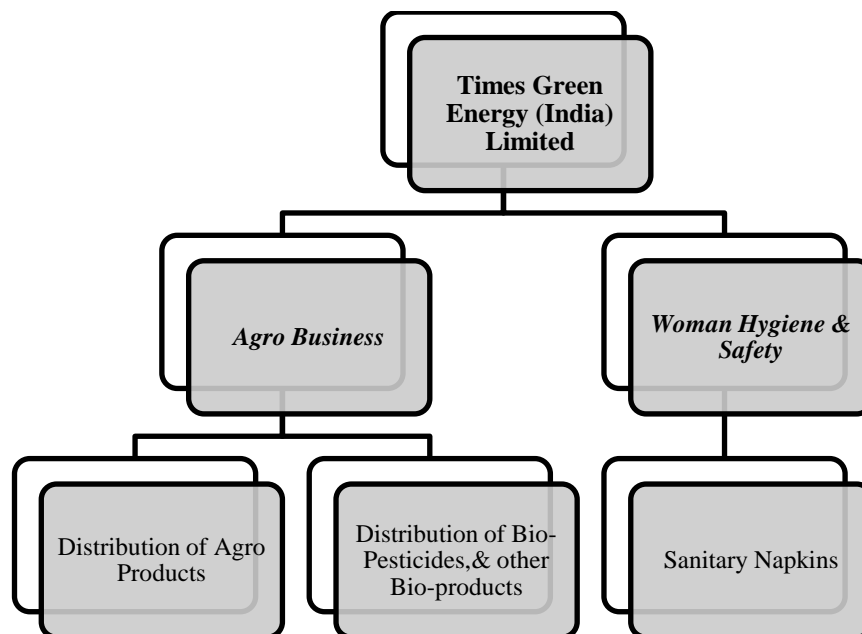 Times Green
Energy (India)
Limited
Agro Business
Woman Hygiene &
Safety
Distribution of Agro
Products
Distribution of Bio-
Pesticides,& other
Bio-products
Sanitary Napkins